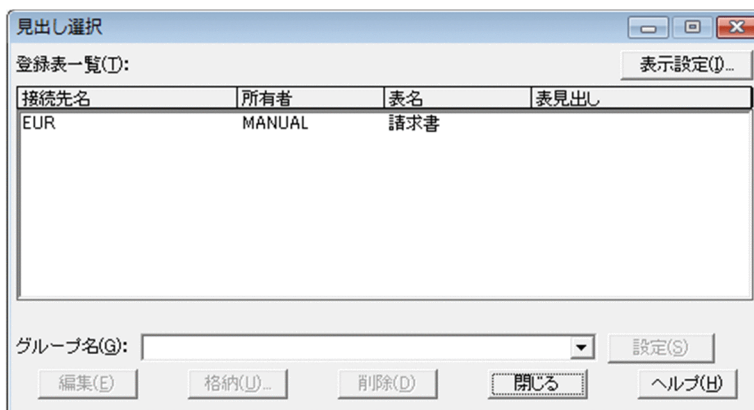 見出し選択
登録表一覧(T):
表示設定(I)...
接続先名 所有者 表名 表見出し
EUR MANUAL 請求書
グループ名(G): 設定(S)
編集(E) 格納(U)... 削除(D) 閉じる ヘルプ(H)